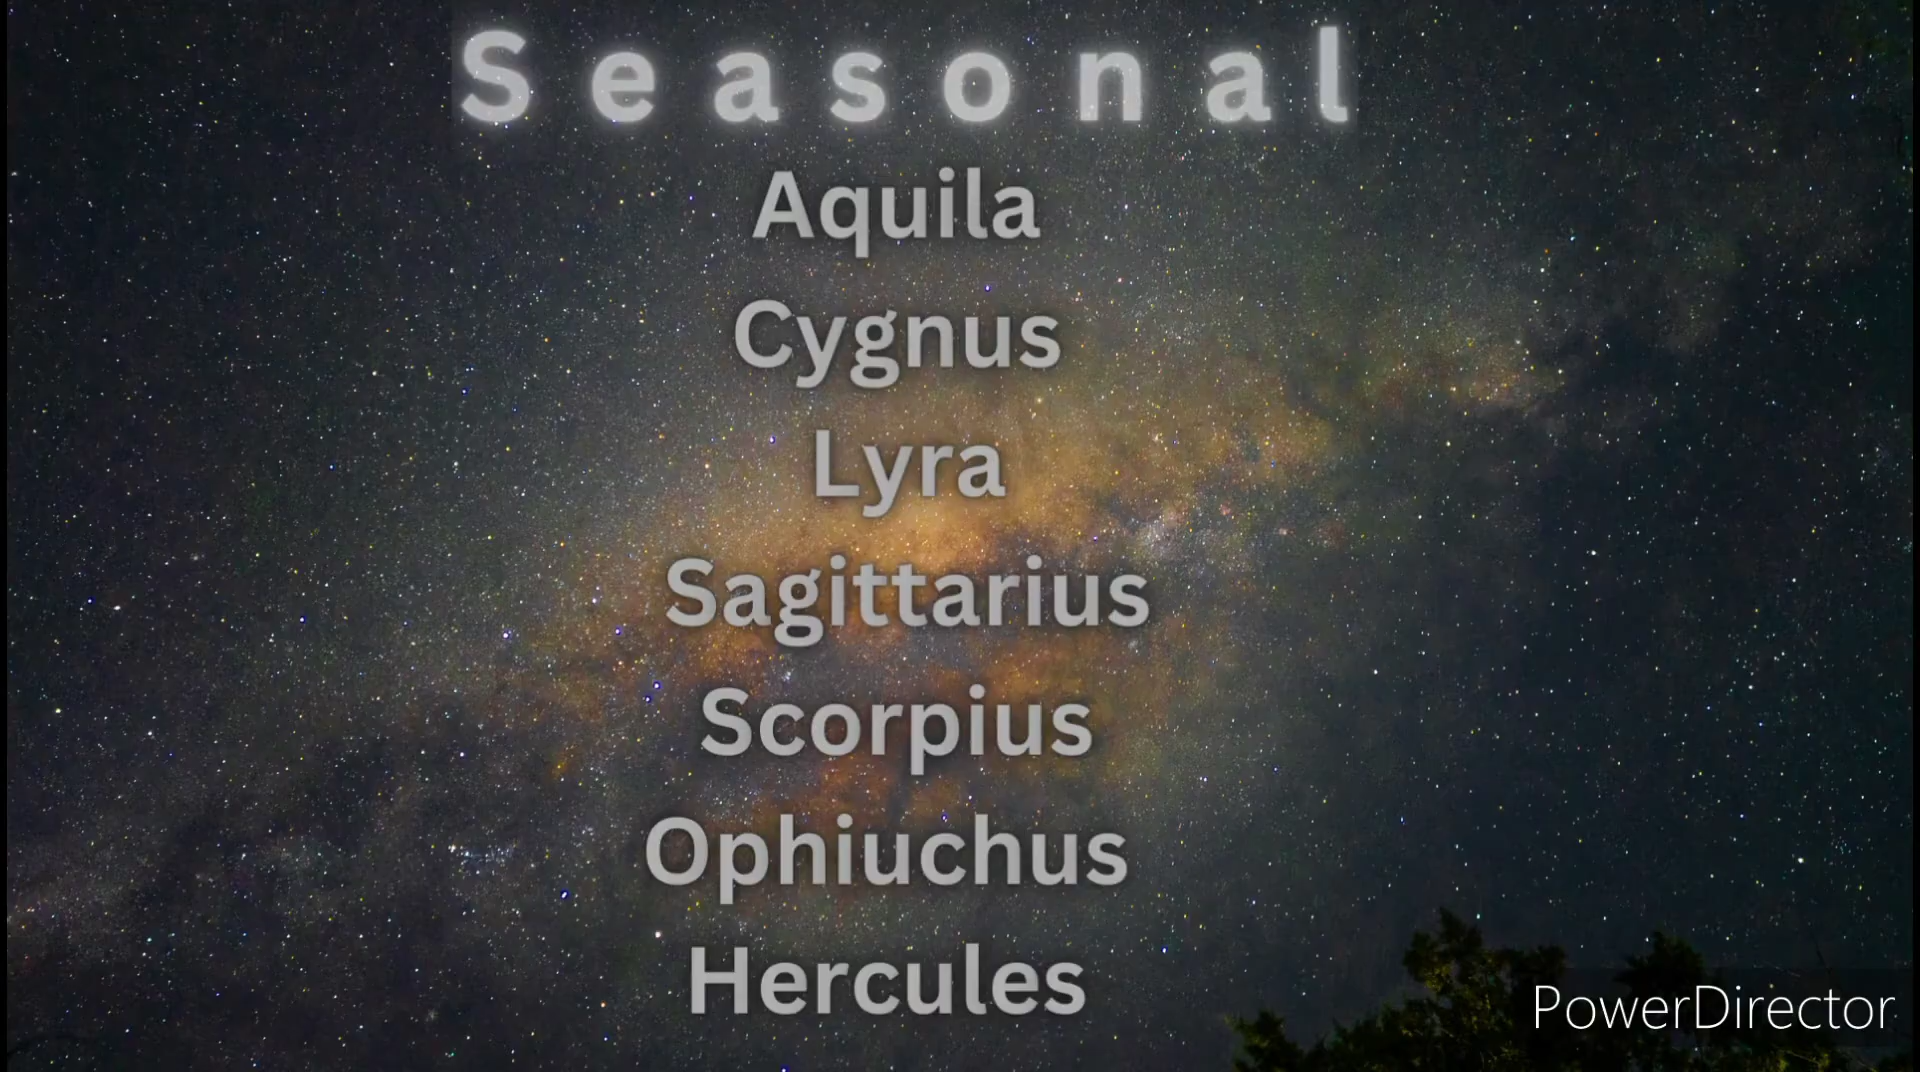 Seasonal
Aquila
Cygnus
Lyra
Sagittarius
Scorpius
Ophiuchus
Hercules
PowerDirector